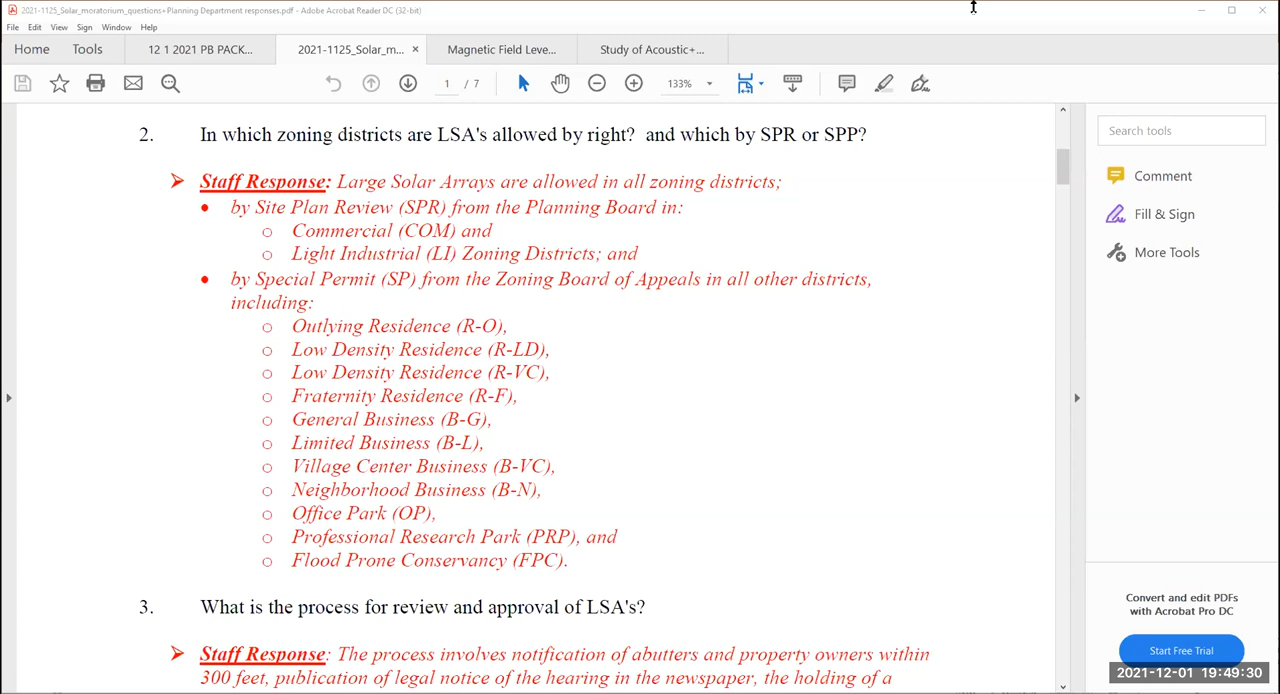 2021-1125_Solar_moratorium_questions+Planning Department responses.pdf - Adobe Acrobat Reader DC (32-bit)
File Edit View Sign Window Help
Home Tools 12 1 2021 PB PACK... 2021-1125_Solar_m... × Magnetic Field Leve... Study of Acoustic+...
1 / 7 133%
2. In which zoning districts are LSA's allowed by right? and which by SPR or SPP?
Search tools
Comment
➢ Staff Response: Large Solar Arrays are allowed in all zoning districts;
• by Site Plan Review (SPR) from the Planning Board in:
Fill & Sign
o Commercial (COM) and
o Light Industrial (LI) Zoning Districts; and
More Tools
• by Special Permit (SP) from the Zoning Board of Appeals in all other districts,
including:
o Outlying Residence (R-O),
o Low Density Residence (R-LD),
o Low Density Residence (R-VC),
o Fraternity Residence (R-F),
o General Business (B-G),
o Limited Business (B-L),
o Village Center Business (B-VC),
o Neighborhood Business (B-N),
o Office Park (OP),
o Professional Research Park (PRP), and
o Flood Prone Conservancy (FPC).
3. What is the process for review and approval of LSA's?
Convert and edit PDFs
with Acrobat Pro DC
Start Free Trial
➢ Staff Response: The process involves notification of abutters and property owners within
300 feet, publication of legal notice of the hearing in the newspaper, the holding of a
2021-12-01 19:49:30